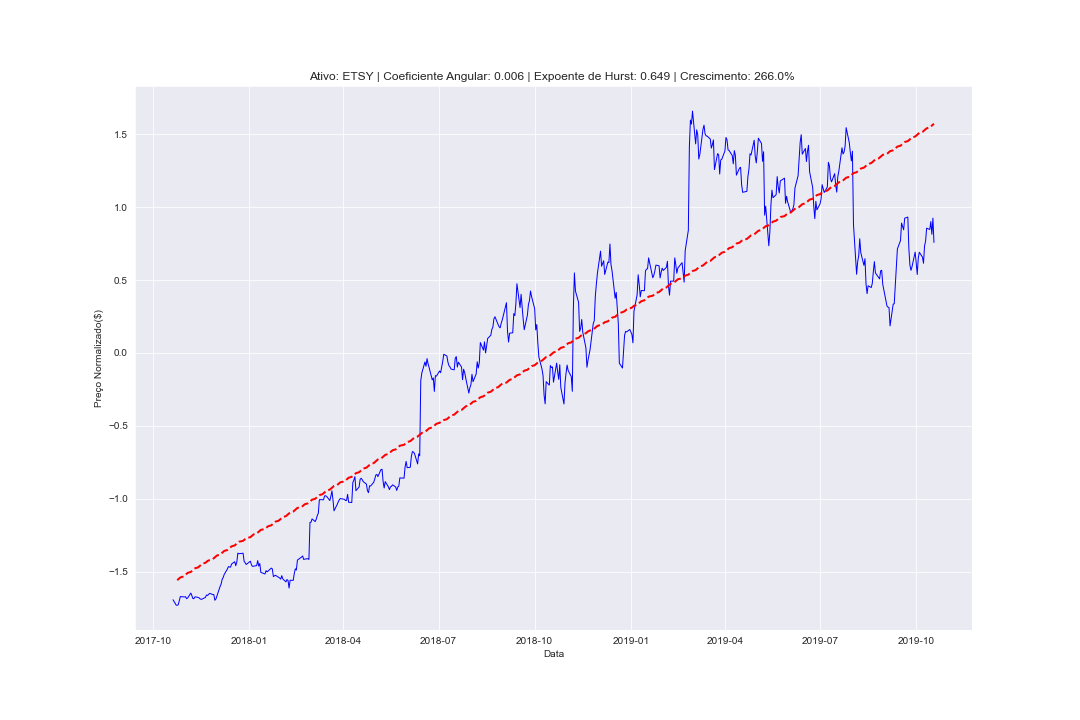 Ativo: ETSY | Coeficiente Angular: 0.006 | Expoente de Hurst: 0.649 | Crescimento: 266.0%
Preço Normalizado($)
1.5
1.0
0.5
0.0
−0.5
−1.0
−1.5
2017-10 2018-01 2018-04 2018-07 2018-10 2019-01 2019-04 2019-07 2019-10
Data